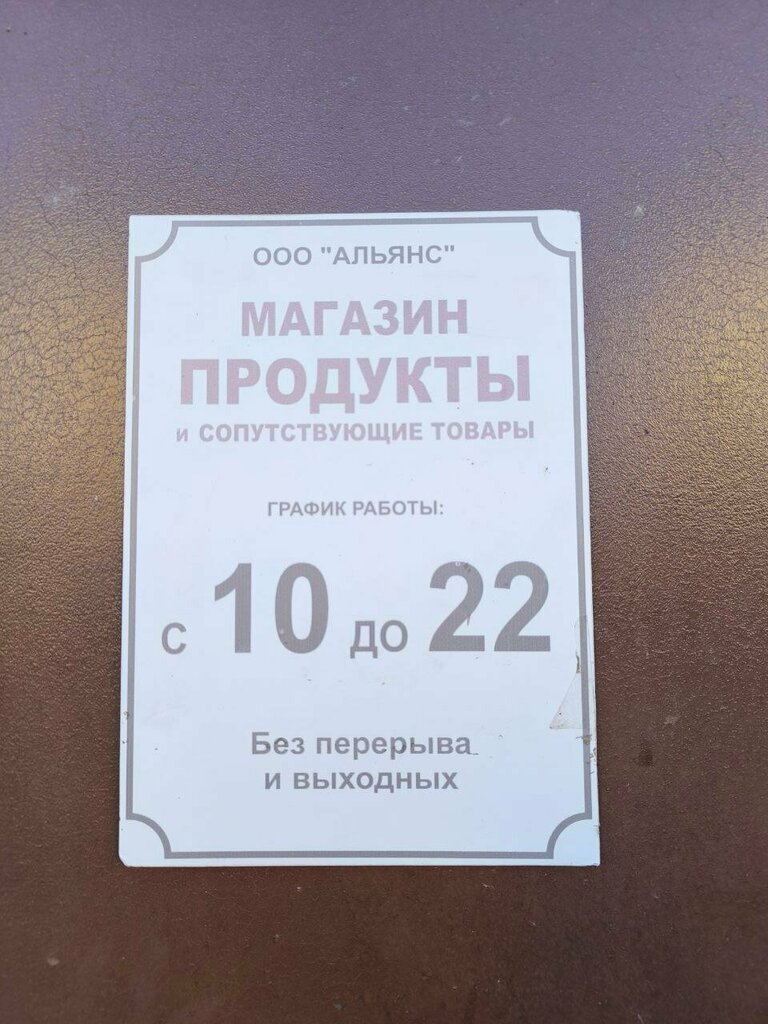 ООО "АЛЬЯНС"
МАГАЗИН
ПРОДУКТЫ
и СОПУТСТВУЮЩИЕ ТОВАРЫ
ГРАФИК РАБОТЫ:
с 10 до 22
Без перерыва
и выходных